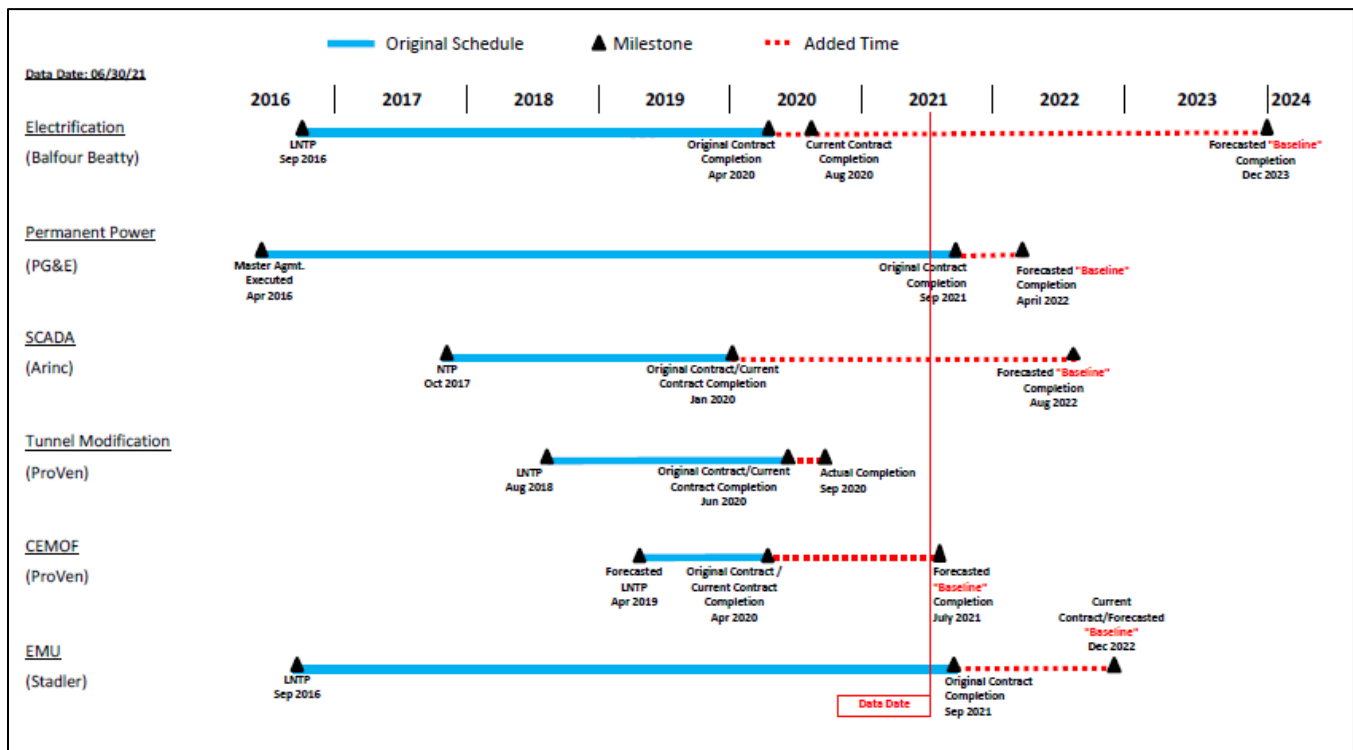 Original Schedule Milestone Added Time
Data Date: 06/30/21
2016 2017 2018 2019 2020 2021 2022 2023 2024
Electrification
(Balfour Beatty)
LNTP
Sep 2016
Original Contract
Completion
Apr 2020
Current Contract
Completion
Aug 2020
Forecasted "Baseline"
Completion
Dec 2023
Permanent Power
(PG&E)
Master Agmt.
Executed
Apr 2016
Original Contract
Completion
Sep 2021
Forecasted "Baseline"
Completion
April 2022
SCADA
(Arinc)
NTP
Oct 2017
Original Contract/Current
Contract Completion
Jan 2020
Forecasted "Baseline"
Completion
Aug 2022
Tunnel Modification
(ProVen)
LNTP
Aug 2018
Original Contract/Current
Contract Completion
Jun 2020
Actual Completion
Sep 2020
CEMOF
(ProVen)
Forecasted
LNTP
Apr 2019
Original Contract /
Current Contract
Completion
Apr 2020
Forecasted
"Baseline"
Completion
July 2021
Current
Contract/Forecasted
"Baseline"
Dec 2022
EMU
(Stadler)
LNTP
Sep 2016
Original Contract
Completion
Sep 2021
Data Date